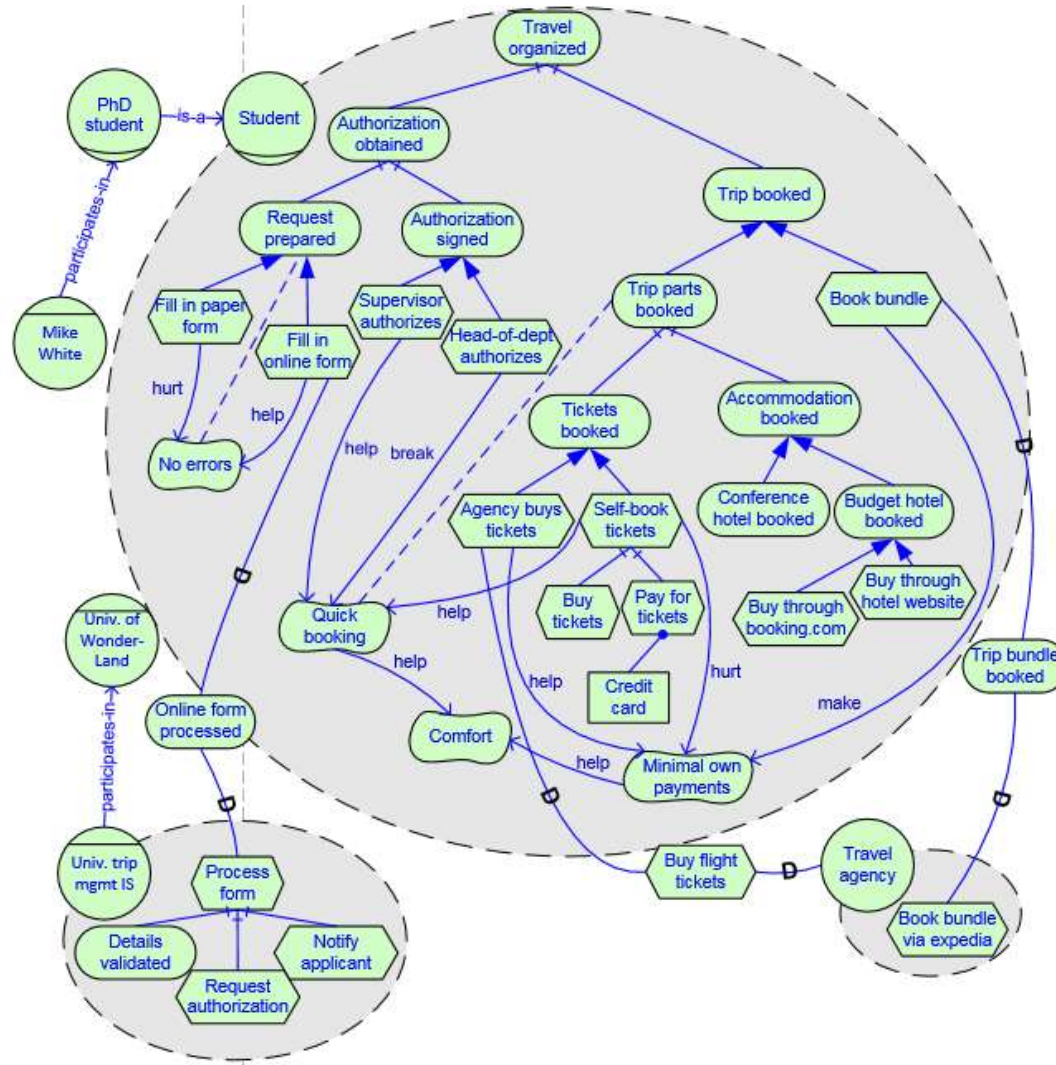 Travel
organized
PhD
student
is-a
Student
Authorization
obtained
participates-in
Trip booked
Request
prepared
Authorization
signed
Mike
White
Fill in paper
form
Fill in
online form
Supervisor
authorizes
Head-of-dept
authorizes
Trip parts
booked
Book bundle
hurt
help
No errors
help
break
Tickets
booked
Accommodation
booked
D
Agency buys
tickets
Self-book
tickets
Conference
hotel booked
Budget hotel
booked
D
Buy
tickets
Pay for
tickets
Buy through
booking.com
Buy through
hotel website
Univ. of
Wonder-
Land
Quick
booking
help
help
help
hurt
Credit
card
make
Trip bundle
booked
participates-in
Online form
processed
Comfort
help
Minimal own
payments
D
D
D
Univ. trip
mgmt IS
Process
form
Buy flight
tickets
D
Travel
agency
Details
validated
Notify
applicant
Request
authorization
Book bundle
via expedia